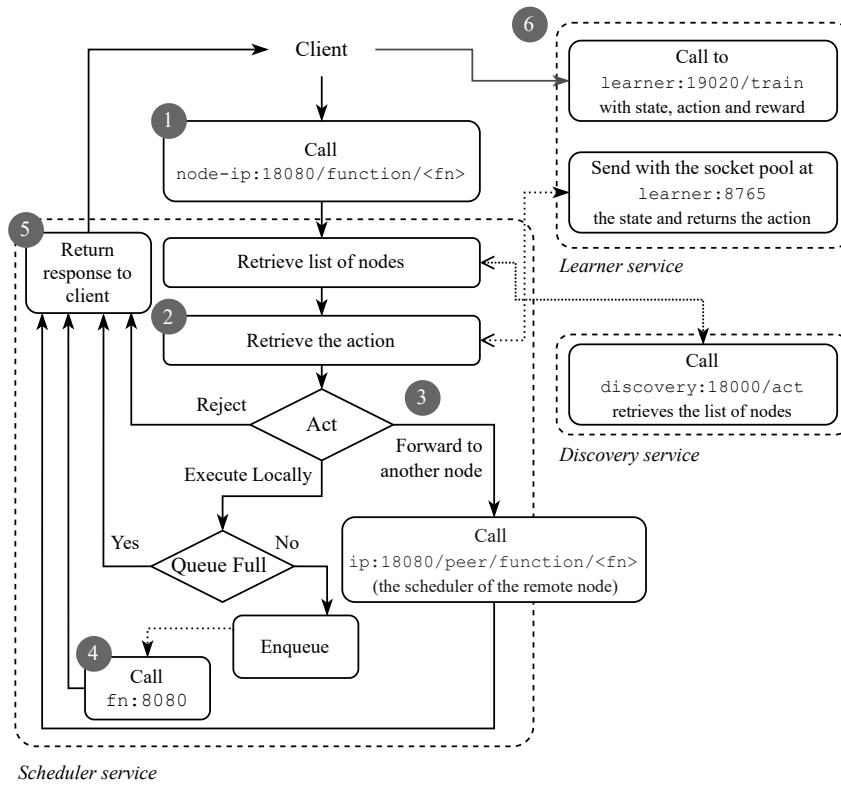 6
Client
Call to
learner:19020/train
with state, action and reward
1
Call
node-ip:18080/function/<fn>
Send with the socket pool at
learner:8765
the state and returns the action
Learner service
5
Return
response to
client
Retrieve list of nodes
2
Retrieve the action
Call
discovery:18000/act
retrieves the list of nodes
Discovery service
3
Reject
Act
Forward to
another node
Execute Locally
Call
ip:18080/peer/function/<fn>
(the scheduler of the remote node)
Yes
No
Queue Full
Enqueue
4
Call
fn:8080
Scheduler service